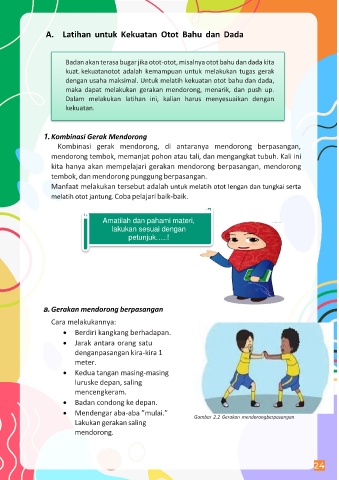 A. Latihan untuk Kekuatan Otot Bahu dan Dada
Badan akan terasa bugar jika otot-otot, misalnya otot bahu dan dada kita
kuat. kekuatanotot adalah kemampuan untuk melakukan tugas gerak
dengan usaha maksimal. Untuk melatih kekuatan otot bahu dan dada,
maka dapat melakukan gerakan mendorong, menarik, dan push up.
Dalam melakukan latihan ini, kalian harus menyesuaikan dengan
kekuatan.
1. Kombinasi Gerak Mendorong
Kombinasi gerak mendorong, di antaranya mendorong berpasangan,
mendorong tembok, memanjat pohon atau tali, dan mengangkat tubuh. Kali ini
kita hanya akan mempelajari gerakan mendorong berpasangan, mendorong
tembok, dan mendorong punggung berpasangan.
Manfaat melakukan tersebut adalah untuk melatih otot lengan dan tungkai serta
melatih otot jantung. Coba pelajari baik-baik.
Amatilah dan pahami materi,
lakukan sesuai dengan
petunjuk.....!
a. Gerakan mendorong berpasangan
Cara melakukannya:
• Berdiri kangkang berhadapan.
• Jarak antara orang satu
denganpasangan kira-kira 1
meter.
• Kedua tangan masing-masing
luruske depan, saling
mencengkeram.
• Badan condong ke depan.
• Mendengar aba-aba "mulai."
Lakukan gerakan saling
mendorong.
Gambar 2.2 Gerakan mendorongberpasangan
24